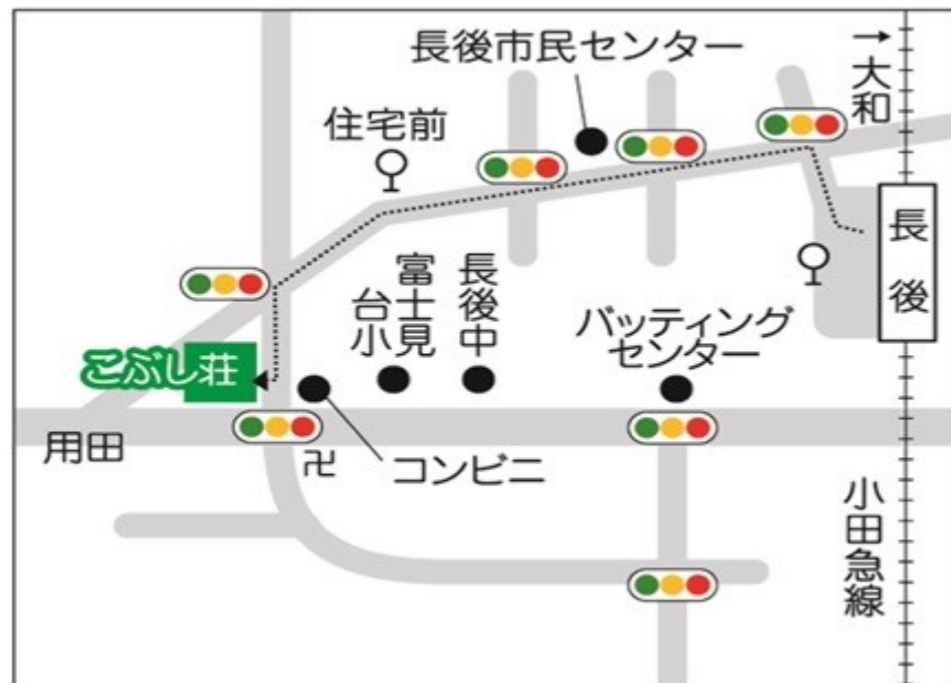 長後市民センター
→大和
住宅前
長後
富士見
台小
長後中
バッティング
センター
こぶし荘
用田
卍
コンビニ
小田急線